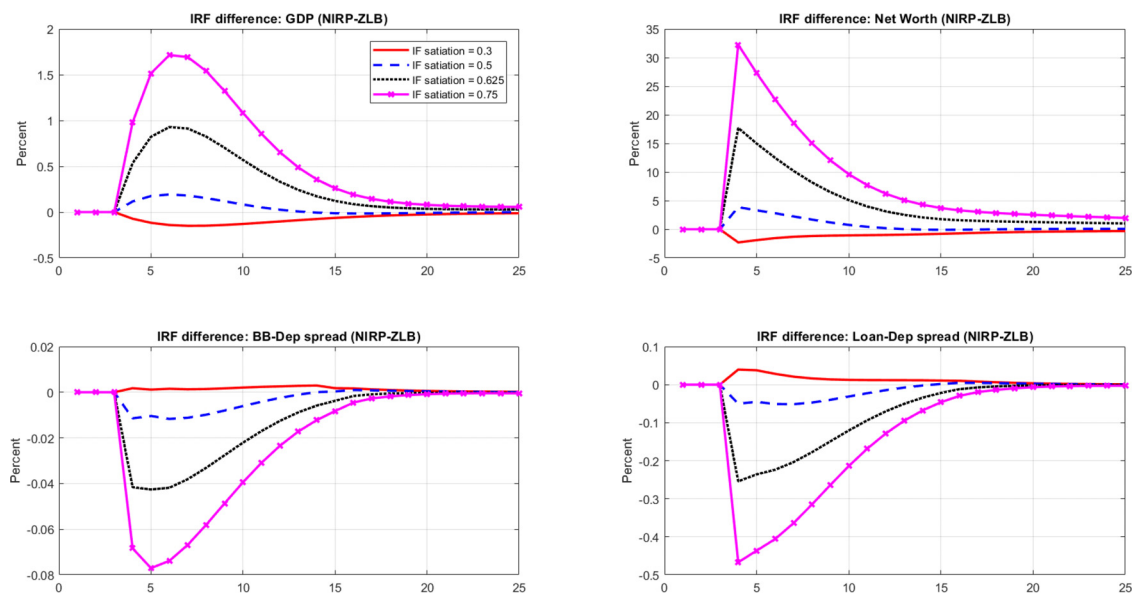 IRF difference: GDP (NIRP-ZLB)
2
1.5
1
0.5
0
-0.5
Percent
IF satiation = 0.3
IF satiation = 0.5
IF satiation = 0.625
IF satiation = 0.75
0 5 10 15 20 25
IRF difference: Net Worth (NIRP-ZLB)
35
30
25
20
15
10
5
0
-5
Percent
0 5 10 15 20 25
IRF difference: BB-Dep spread (NIRP-ZLB)
0.02
0
-0.02
-0.04
-0.06
-0.08
Percent
0 5 10 15 20 25
IRF difference: Loan-Dep spread (NIRP-ZLB)
0.1
0
-0.1
-0.2
-0.3
-0.4
-0.5
Percent
0 5 10 15 20 25